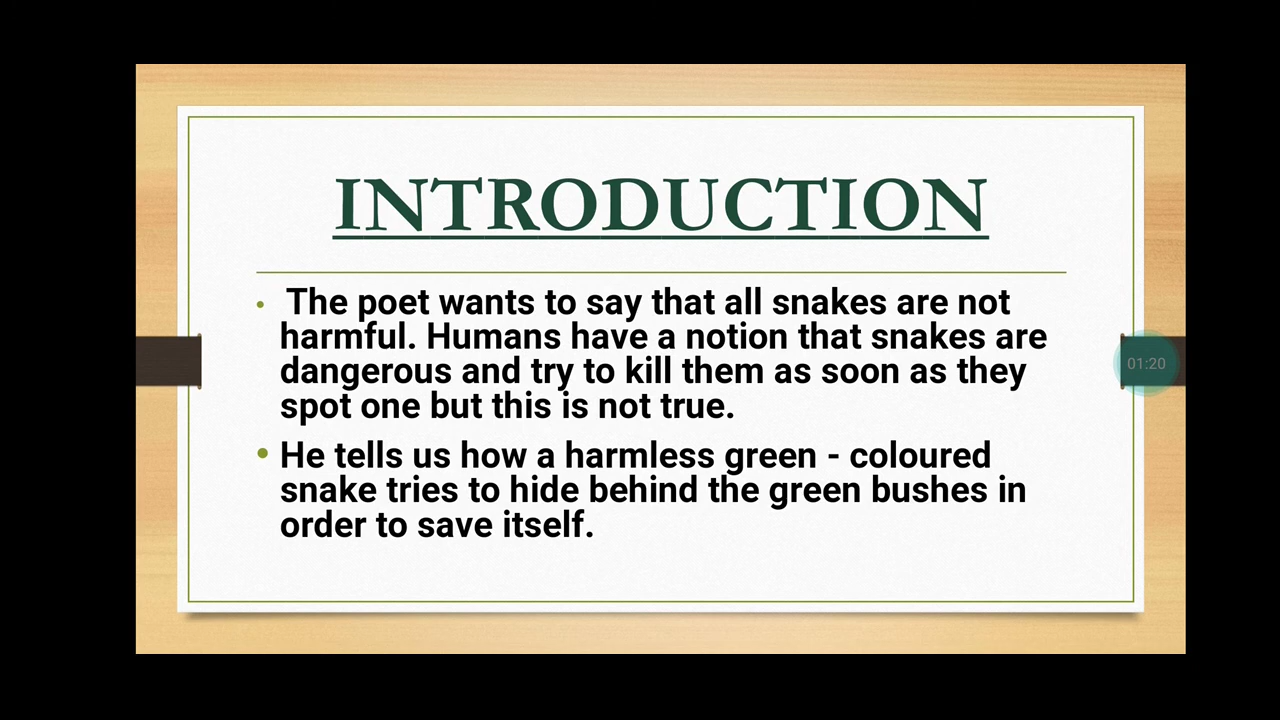 INTRODUCTION
• The poet wants to say that all snakes are not
harmful. Humans have a notion that snakes are
dangerous and try to kill them as soon as they
spot one but this is not true.
• He tells us how a harmless green - coloured
snake tries to hide behind the green bushes in
order to save itself.
01:20